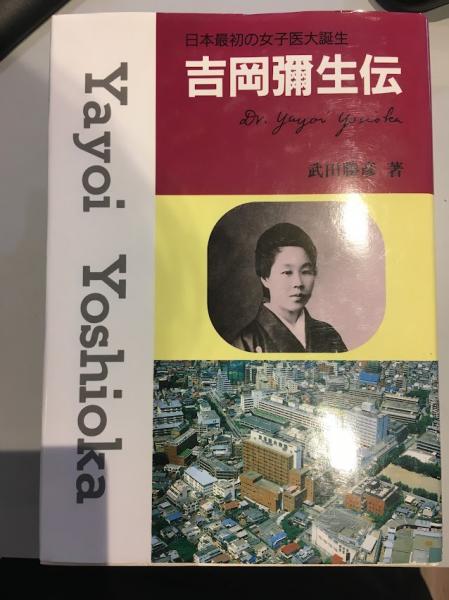 日本最初の女子医大誕生
吉岡彌生伝
Dr. Yayoi Yosioka
武田勝彦 著
Yayoi Yoshioka